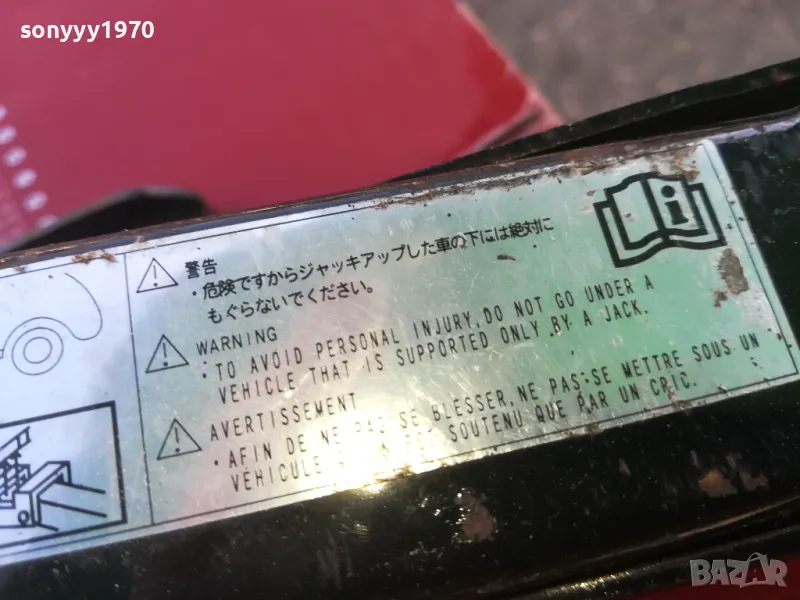 sonyyy1970
警告
・危険ですからジャッキアップした車の下には絶対に
もぐらないでください。
WARNING
・TO AVOID PERSONAL INJURY, DO NOT GO UNDER A
VEHICLE THAT IS SUPPORTED ONLY BY A JACK.
AVERTISSEMENT
・AFIN DE NE PAS SE BLESSER, NE PAS SE METTRE SOUS UN
VÉHICULE EST SOUTENU QUE PAR UN CRIC.
BAZAR